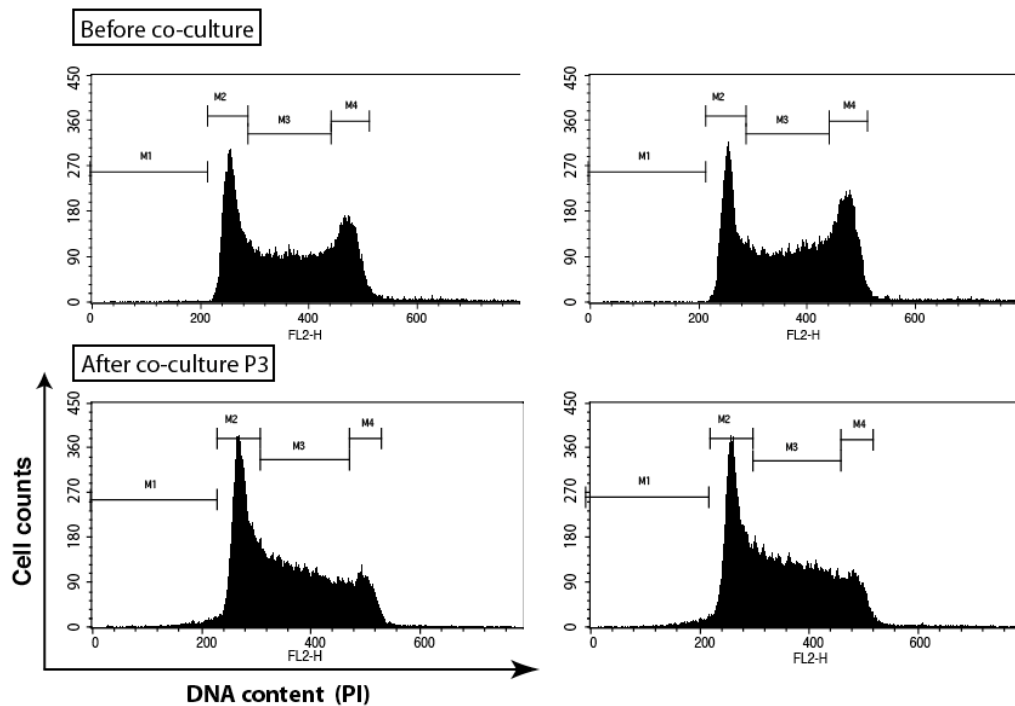 Before co-culture
450
360
270
180
90
0
M1
M2
M3
M4
0
200
400
600
FL2-H
450
360
270
180
90
0
M1
M2
M3
M4
0
200
400
600
FL2-H
After co-culture P3
Cell counts
450
360
270
180
90
0
M1
M2
M3
M4
0
200
400
600
FL2-H
450
360
270
180
90
0
M1
M2
M3
M4
0
200
400
600
FL2-H
DNA content (PI)